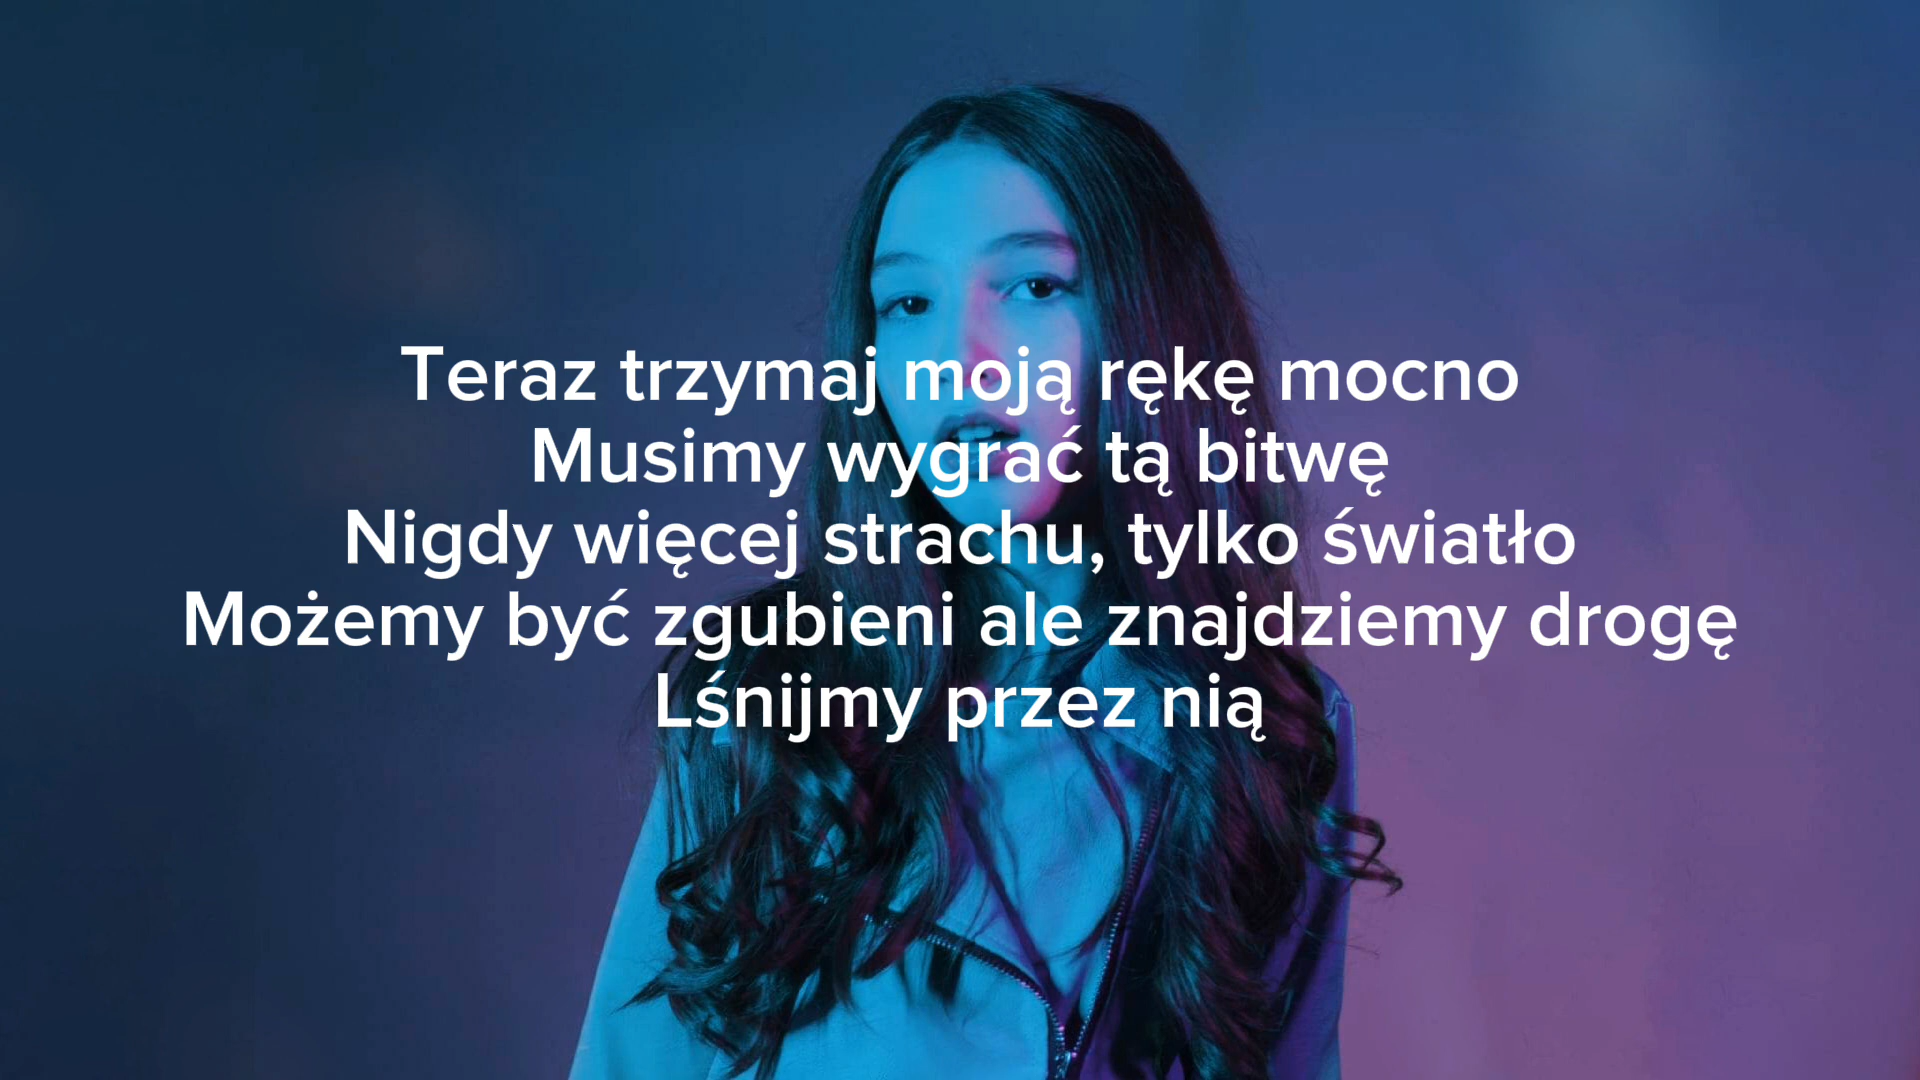 Teraz trzymaj moją rękę mocno
Musimy wygrać tą bitwę
Nigdy więcej strachu, tylko światło
Możemy być zgubieni ale znajdziemy drogę
Lśnijmy przez nią